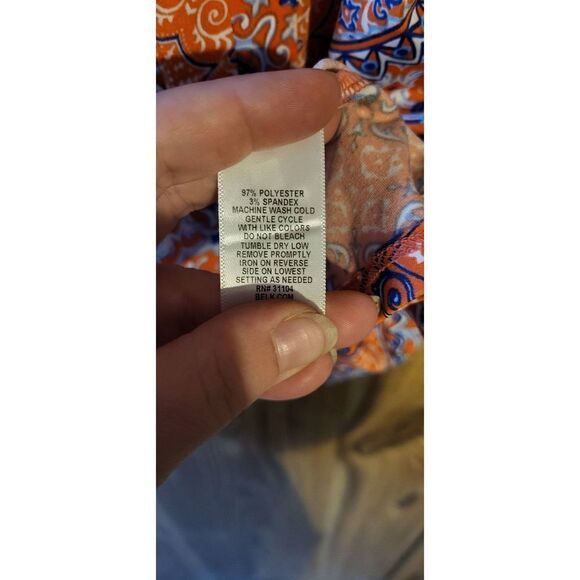 97% POLYESTER
3% SPANDEX
MACHINE WASH COLD
GENTLE CYCLE
WITH LIKE COLORS
DO NOT BLEACH
TUMBLE DRY LOW
REMOVE PROMPTLY
IRON ON REVERSE
SIDE ON LOWEST
SETTING AS NEEDED
RN# 31104
BELK.COM